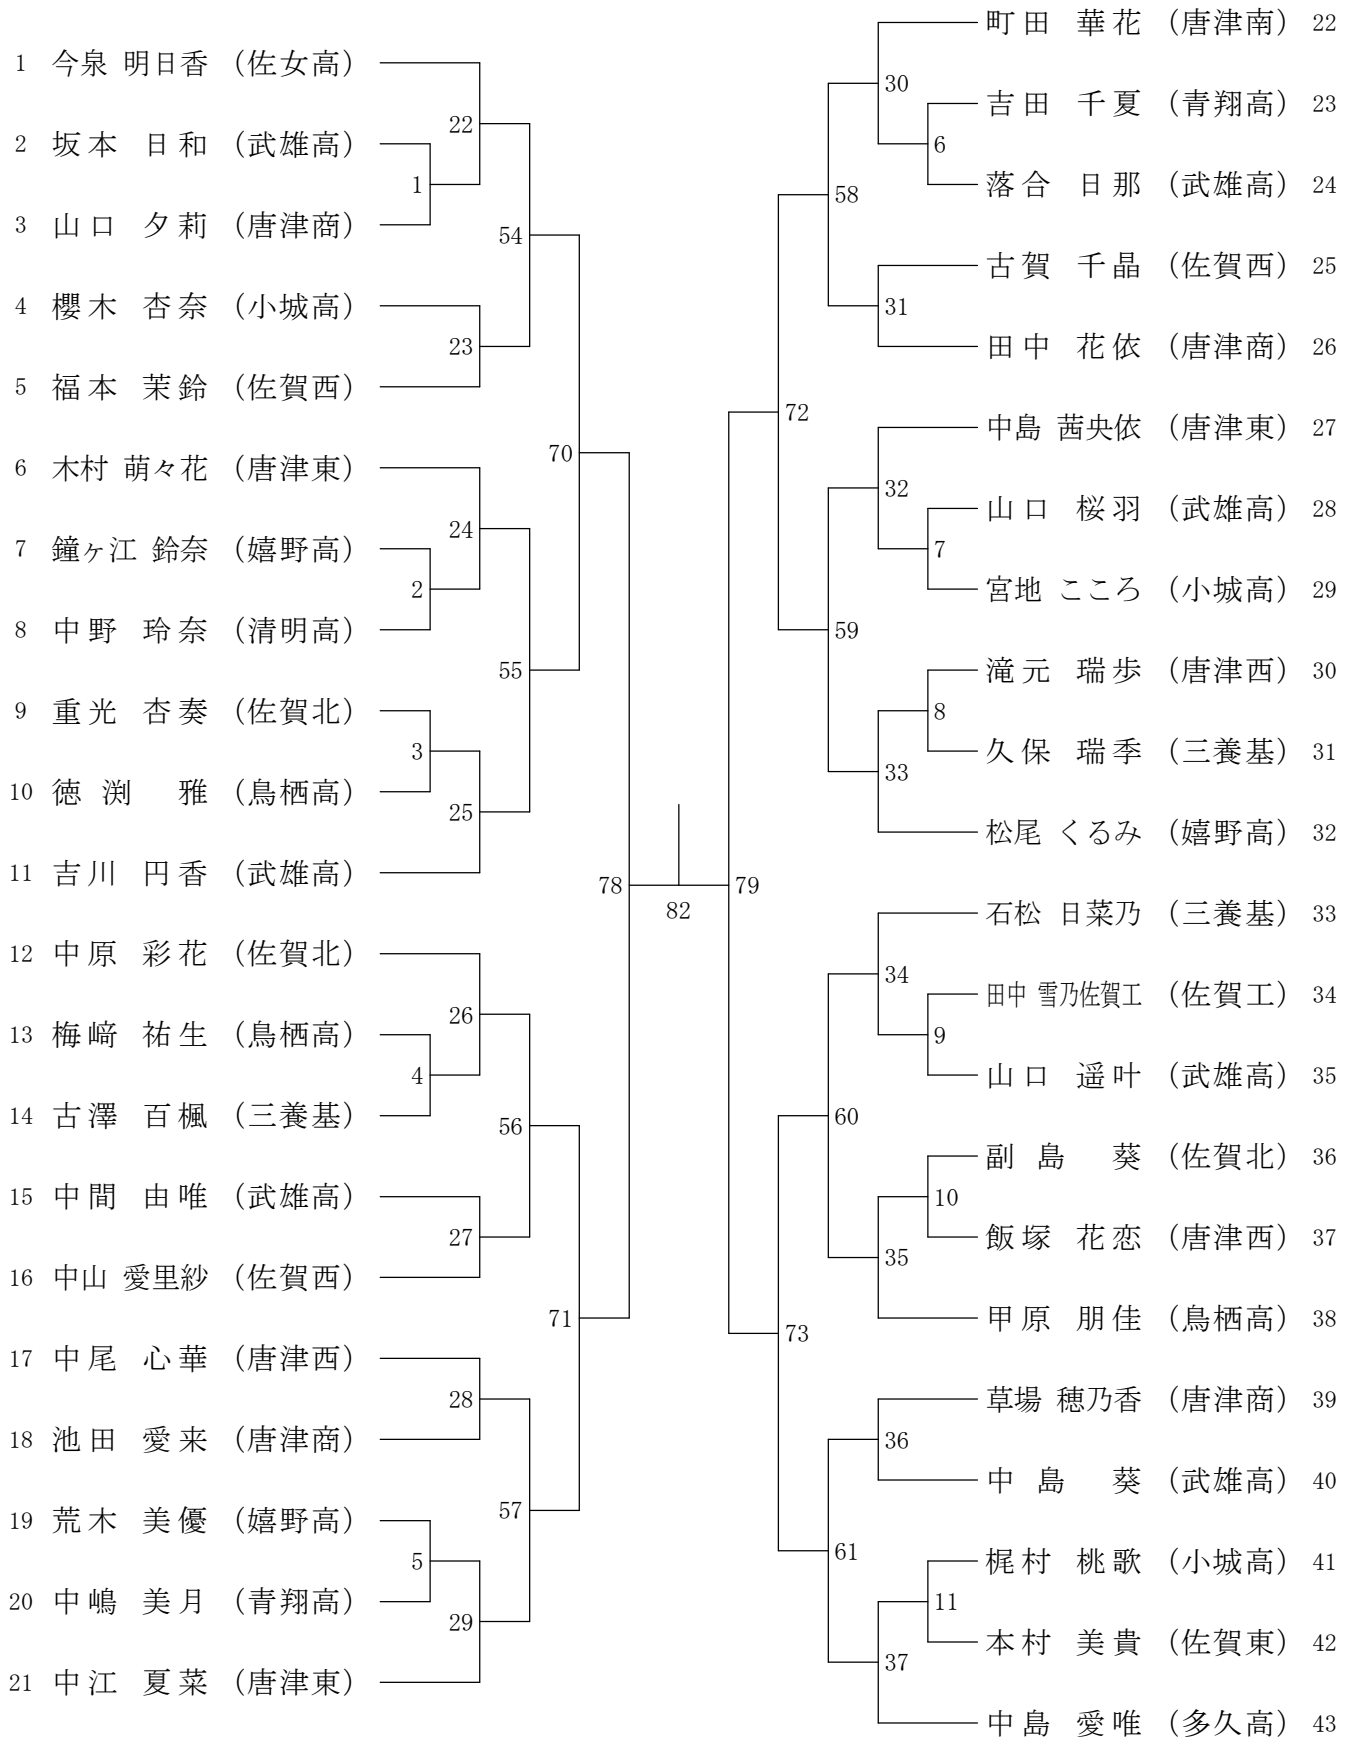 1 今泉 明日香 （佐女高）
2 坂本 日和 （武雄高）
3 山口 夕莉 （唐津商）
4 櫻木 杏奈 （小城高）
5 福本 茉鈴 （佐賀西）
6 木村 萌々花 （唐津東）
7 鐘ヶ江 鈴奈 （嬉野高）
8 中野 玲奈 （清明高）
9 重光 杏奏 （佐賀北）
10 徳渕 雅 （鳥栖高）
11 吉川 円香 （武雄高）
12 中原 彩花 （佐賀北）
13 梅﨑 祐生 （鳥栖高）
14 古澤 百楓 （三養基）
15 中間 由唯 （武雄高）
16 中山 愛里紗 （佐賀西）
17 中尾 心華 （唐津西）
18 池田 愛来 （唐津商）
19 荒木 美優 （嬉野高）
20 中嶋 美月 （青翔高）
21 中江 夏菜 （唐津東）
1
2
3
4
5
22
23
24
25
26
27
28
29
54
55
56
57
70
71
78
82
79
72
73
58
59
60
61
30
31
32
33
34
35
36
37
6
7
8
9
10
11
町田 華花 （唐津南） 22
吉田 千夏 （青翔高） 23
落合 日那 （武雄高） 24
古賀 千晶 （佐賀西） 25
田中 花依 （唐津商） 26
中島 茜央依 （唐津東） 27
山口 桜羽 （武雄高） 28
宮地 こころ （小城高） 29
滝元 瑞歩 （唐津西） 30
久保 瑞季 （三養基） 31
松尾 くるみ （嬉野高） 32
石松 日菜乃 （三養基） 33
田中 雪乃佐賀工 （佐賀工） 34
山口 遥叶 （武雄高） 35
副島 葵 （佐賀北） 36
飯塚 花恋 （唐津西） 37
甲原 朋佳 （鳥栖高） 38
草場 穂乃香 （唐津商） 39
中島 葵 （武雄高） 40
梶村 桃歌 （小城高） 41
本村 美貴 （佐賀東） 42
中島 愛唯 （多久高） 43